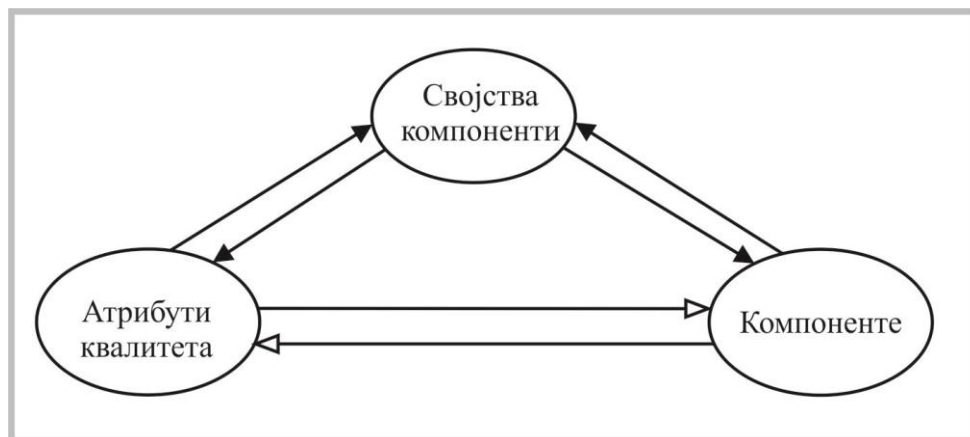 Својства
компоненти
Атрибути
квалитета
Компоненте